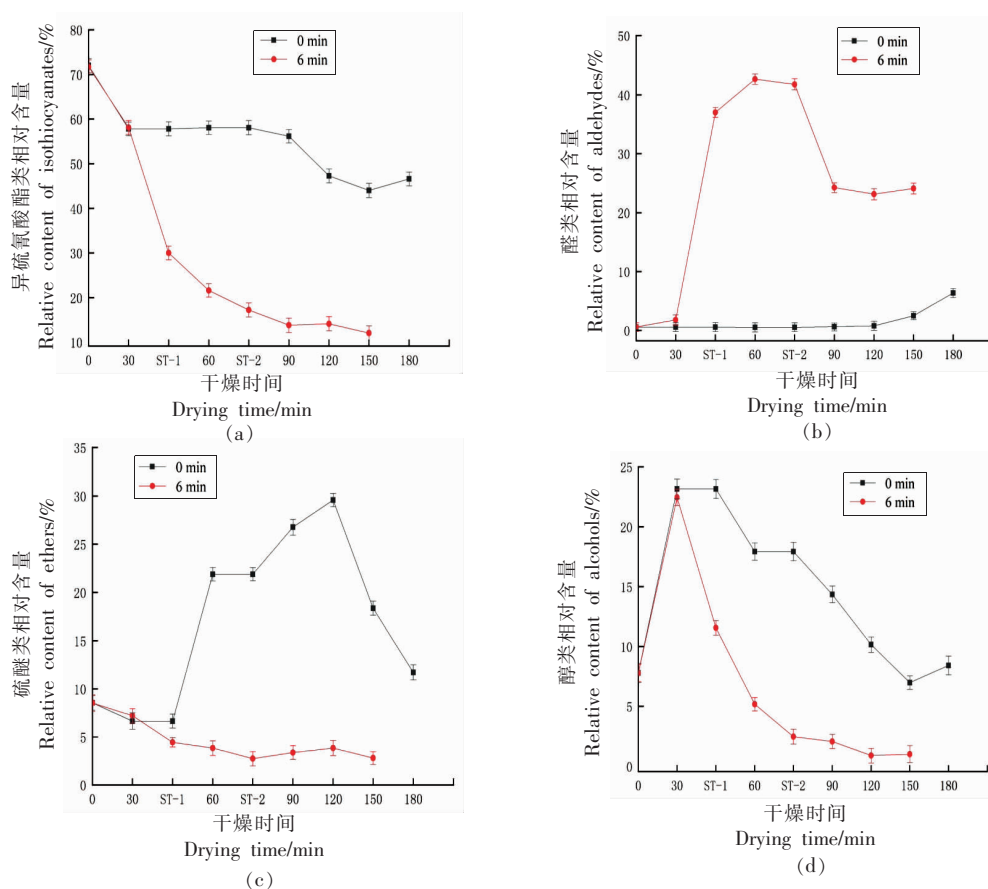 异硫氰酸酯类相对含量
Relative content of isothiocyanates/%
80
70
60
50
40
30
20
10
0 min
6 min
0 30 ST-1 60 ST-2 90 120 150 180
干燥时间
Drying time/min
(a)
醛类相对含量
Relative content of aldehydes/%
50
40
30
20
10
0
0 min
6 min
0 30 ST-1 60 ST-2 90 120 150 180
干燥时间
Drying time/min
(b)
硫醚类相对含量
Relative content of ethers/%
35
30
25
20
15
10
5
0
0 min
6 min
0 30 ST-1 60 ST-2 90 120 150 180
干燥时间
Drying time/min
(c)
醇类相对含量
Relative content of alcohols/%
25
20
15
10
5
0
0 min
6 min
0 30 ST-1 60 ST-2 90 120 150 180
干燥时间
Drying time/min
(d)